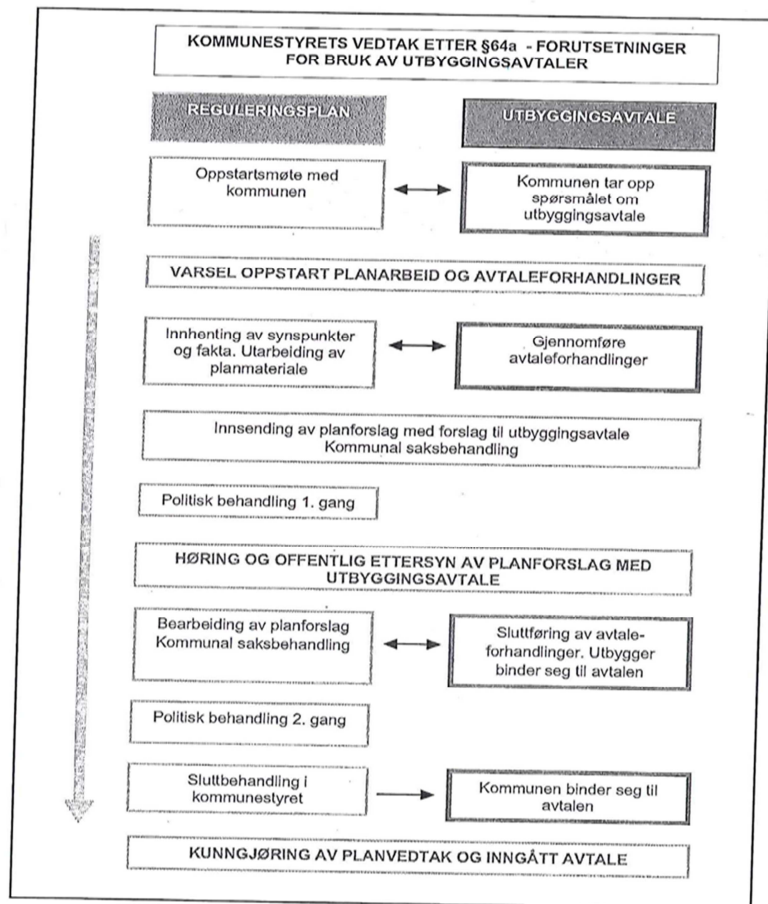 KOMMUNESTYRETS VEDTAK ETTER §64a - FORUTSETNINGER
FOR BRUK AV UTBYGGINGSAVTALER
REGULERINGSPLAN
UTBYGGINGSAVTALE
Oppstartsmøte med
kommunen
Kommunen tar opp
spørsmålet om
utbyggingsavtale
VARSEL OPPSTART PLANARBEID OG AVTALEFORHANDLINGER
Innhenting av synspunkter
og fakta. Utarbeiding av
planmateriale
Gjennomføre
avtaleforhandlinger
Innsending av planforslag med forslag til utbyggingsavtale
Kommunal saksbehandling
Politisk behandling 1. gang
HØRING OG OFFENTLIG ETTERSYN AV PLANFORSLAG MED
UTBYGGINGSAVTALE
Bearbeiding av planforslag
Kommunal saksbehandling
Sluttføring av avtale-
forhandlinger. Utbygger
binder seg til avtalen
Politisk behandling 2. gang
Sluttbehandling i
kommunestyret
Kommunen binder seg til
avtalen
KUNNGJØRING AV PLANVEDTAK OG INNGÅTT AVTALE